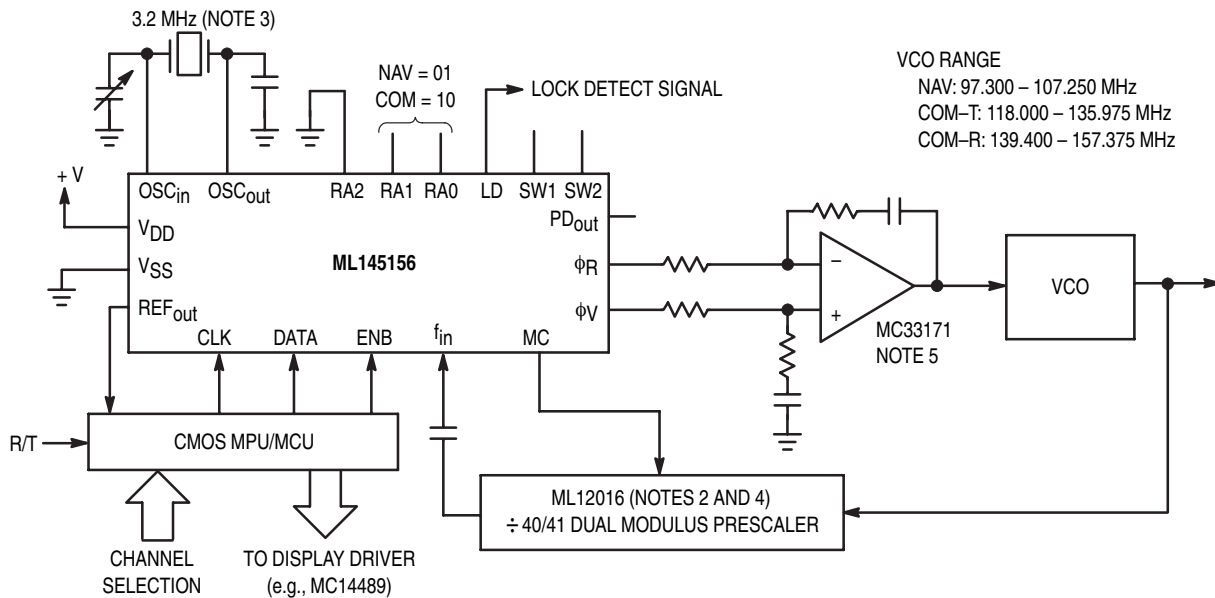 3.2 MHz (NOTE 3)
NAV = 01
COM = 10
LOCK DETECT SIGNAL
VCO RANGE
NAV: 97.300 – 107.250 MHz
COM–T: 118.000 – 135.975 MHz
COM–R: 139.400 – 157.375 MHz
+ V
OSCin
OSCout
RA2
RA1
RA0
LD
SW1
SW2
PDout
VDD
VSS
ML145156
ϕR
ϕV
REFout
CLK
DATA
ENB
fin
MC
–
+
MC33171
NOTE 5
VCO
R/T
CMOS MPU/MCU
ML12016 (NOTES 2 AND 4)
÷ 40/41 DUAL MODULUS PRESCALER
CHANNEL
SELECTION
TO DISPLAY DRIVER
(e.g., MC14489)